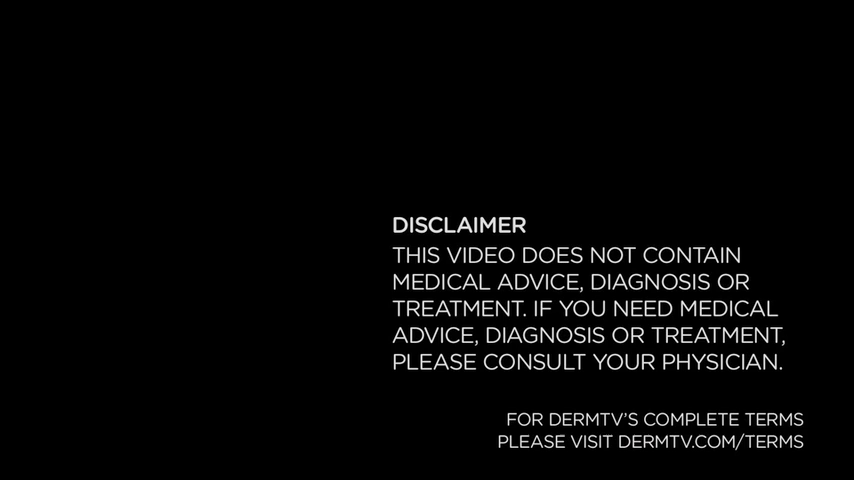 DISCLAIMER
THIS VIDEO DOES NOT CONTAIN
MEDICAL ADVICE, DIAGNOSIS OR
TREATMENT. IF YOU NEED MEDICAL
ADVICE, DIAGNOSIS OR TREATMENT,
PLEASE CONSULT YOUR PHYSICIAN.
FOR DERMTV'S COMPLETE TERMS
PLEASE VISIT DERMTV.COM/TERMS